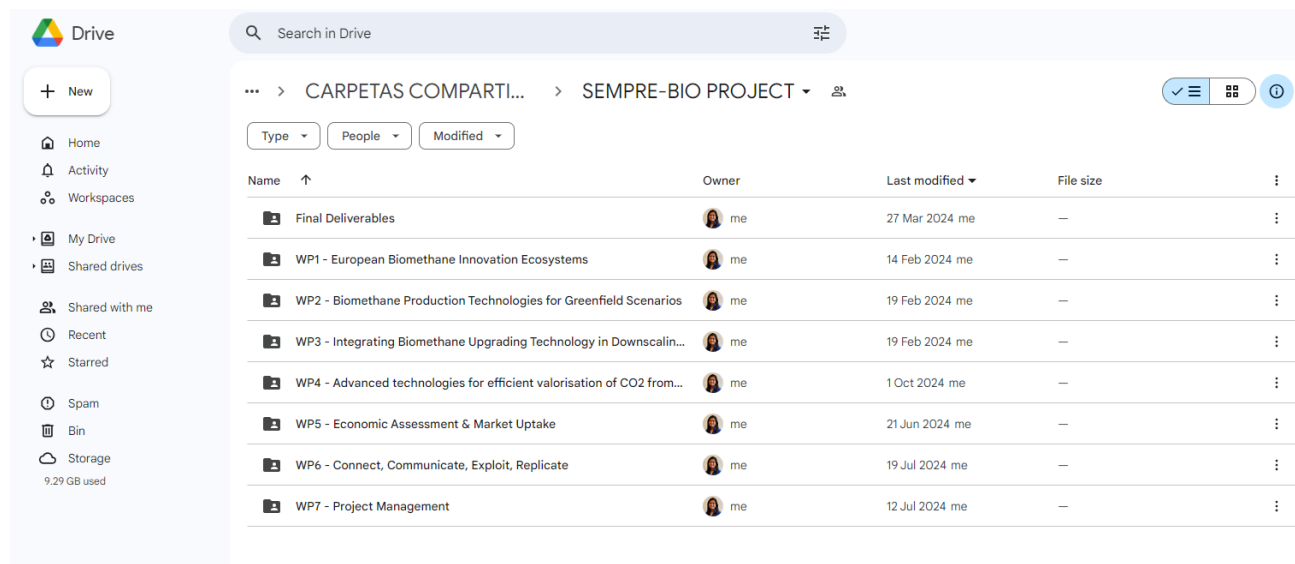 Drive
Search in Drive
New
... > CARPETAS COMPARTI... > SEMPRE-BIO PROJECT
Type People Modified
Home
Activity
Workspaces
My Drive
Shared drives
Shared with me
Recent
Starred
Spam
Bin
Storage
9.29 GB used
Name Owner Last modified File size
Final Deliverables me 27 Mar 2024 me —
WP1 - European Biomethane Innovation Ecosystems me 14 Feb 2024 me —
WP2 - Biomethane Production Technologies for Greenfield Scenarios me 19 Feb 2024 me —
WP3 - Integrating Biomethane Upgrading Technology in Downscalin... me 19 Feb 2024 me —
WP4 - Advanced technologies for efficient valorisation of CO2 from... me 1 Oct 2024 me —
WP5 - Economic Assessment & Market Uptake me 21 Jun 2024 me —
WP6 - Connect, Communicate, Exploit, Replicate me 19 Jul 2024 me —
WP7 - Project Management me 12 Jul 2024 me —